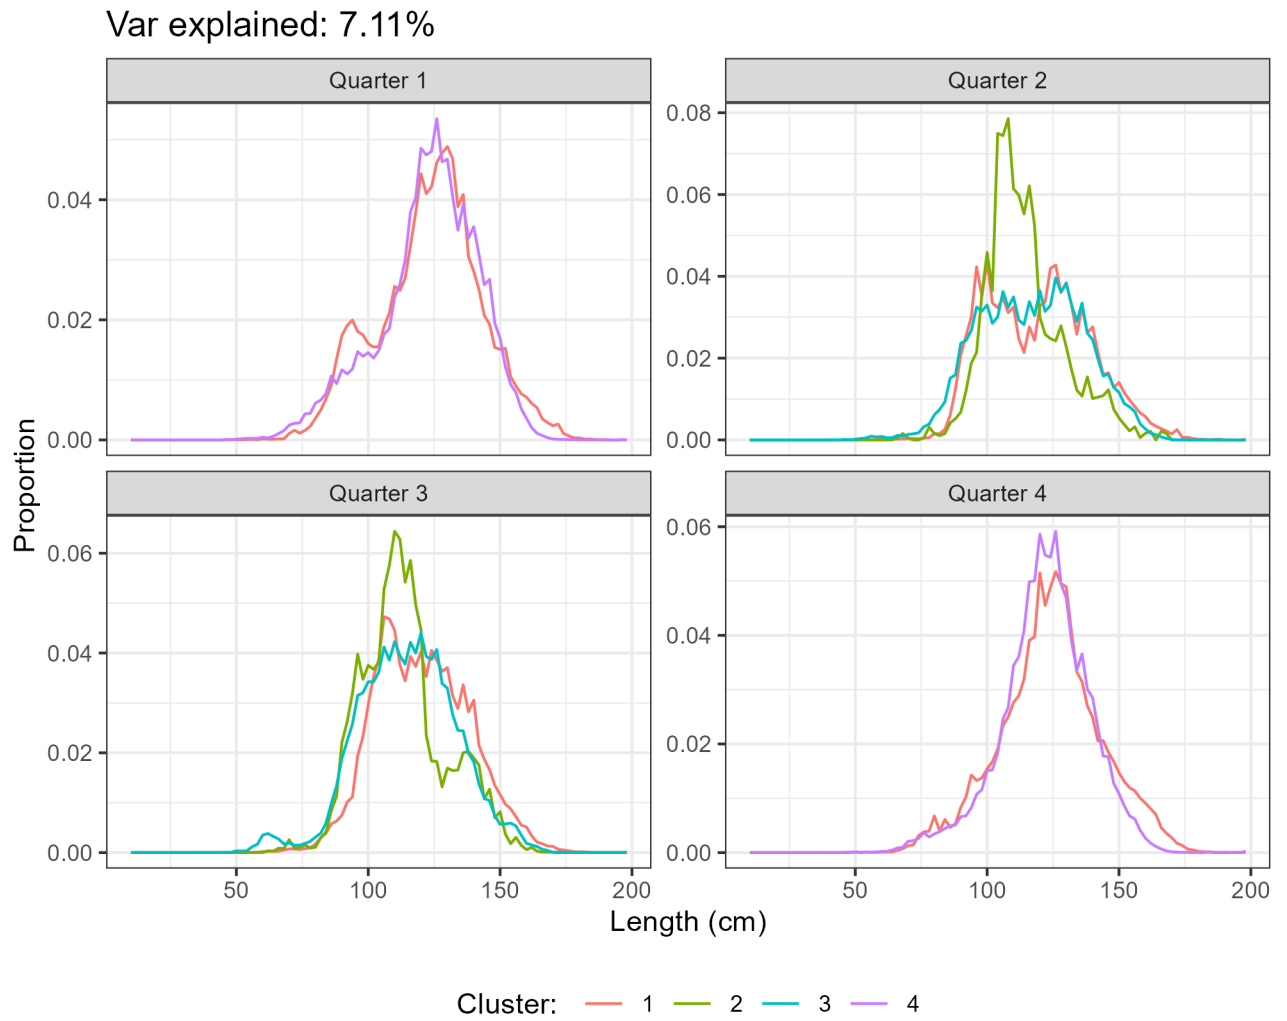 Var explained: 7.11%
Quarter 1
Quarter 2
0.04
0.02
0.00
0.08
0.06
0.04
0.02
0.00
Proportion
Quarter 3
Quarter 4
0.06
0.04
0.02
0.00
0.06
0.04
0.02
0.00
50 100 150 200
50 100 150 200
Length (cm)
Cluster: 1 2 3 4